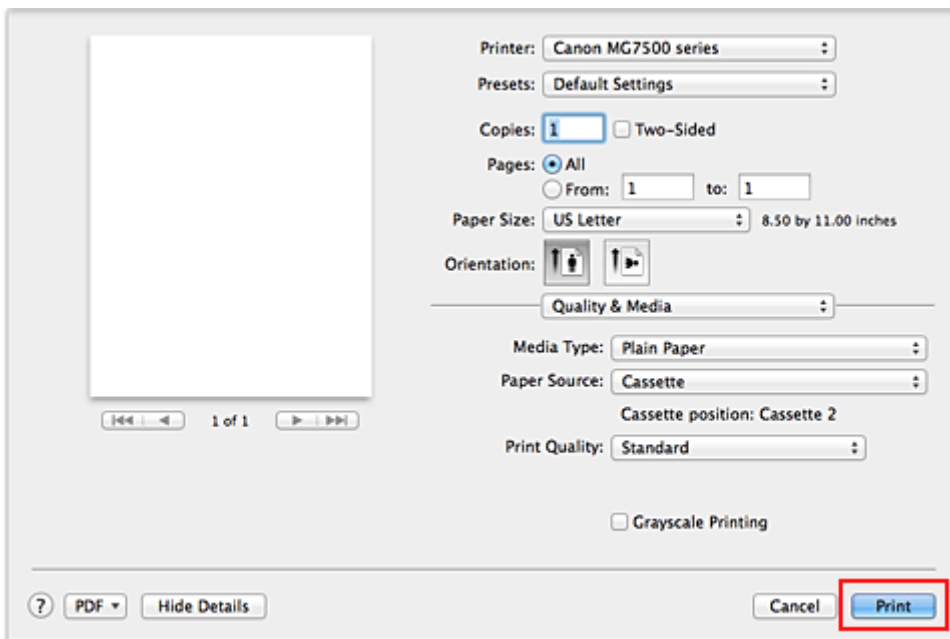 Printer: Canon MG7500 series
Presets: Default Settings
Copies: 1 Two-Sided
Pages: All
From: 1 to: 1
Paper Size: US Letter 8.50 by 11.00 inches
Orientation:
Quality & Media
Media Type: Plain Paper
Paper Source: Cassette
Cassette position: Cassette 2
1 of 1
Print Quality: Standard
Grayscale Printing
? PDF Hide Details Cancel Print